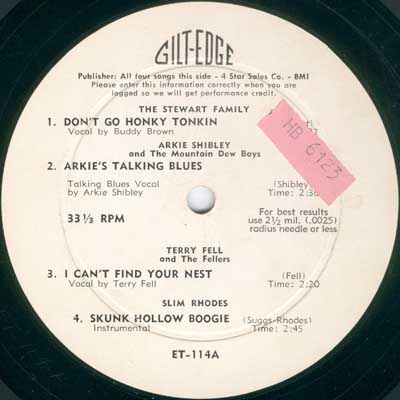 GILT-EDGE
Publisher: All four songs this side - 4 Star Sales Co. - BMI
Please enter this information correctly when you are
logged so we will get performance credit.
THE STEWART FAMILY
1. DON'T GO HONKY TONKIN
Vocal by Buddy Brown
HB 6123
ARKIE SHIBLEY
and The Mountain Dew Boys
2. ARKIE'S TALKING BLUES
Talking Blues Vocal (Shibley
by Arkie Shibley Time:
33 1/3 RPM
For best results
use 2½ mil. (.0025)
radius needle or less
TERRY FELL
and The Fellers
3. I CAN'T FIND YOUR NEST (Fell)
Vocal by Terry Fell Time: 2:20
SLIM RHODES
4. SKUNK HOLLOW BOOGIE (Suggs-Rhodes)
Instrumental Time: 2:45
ET-114A